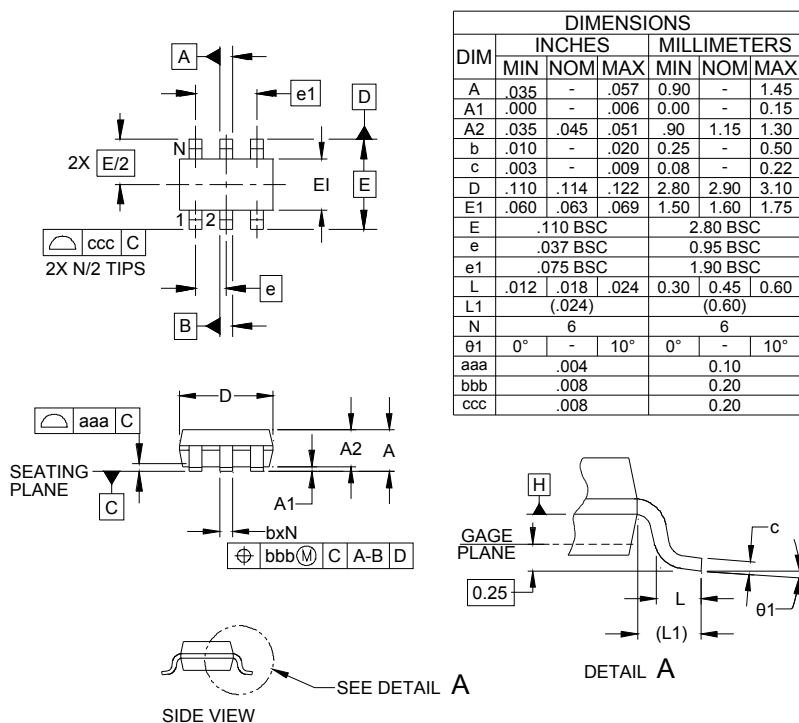 A
e1
D
N
2X E/2
EI
E
1 2
ccc C
2X N/2 TIPS
e
B
D
aaa C
A2 A
SEATING
PLANE
C
A1
bxN
bbb M C A-B D
SEE DETAIL A
SIDE VIEW
DIMENSIONS
DIM INCHES MILLIMETERS
MIN NOM MAX MIN NOM MAX
A .035 - .057 0.90 - 1.45
A1 .000 - .006 0.00 - 0.15
A2 .035 .045 .051 .90 1.15 1.30
b .010 - .020 0.25 - 0.50
c .003 - .009 0.08 - 0.22
D .110 .114 .122 2.80 2.90 3.10
E1 .060 .063 .069 1.50 1.60 1.75
E .110 BSC 2.80 BSC
e .037 BSC 0.95 BSC
e1 .075 BSC 1.90 BSC
L .012 .018 .024 0.30 0.45 0.60
L1 (.024) (0.60)
N 6 6
θ1 0° - 10° 0° - 10°
aaa .004 0.10
bbb .008 0.20
ccc .008 0.20
H
GAGE
PLANE
c
0.25
L
θ1
(L1)
DETAIL A